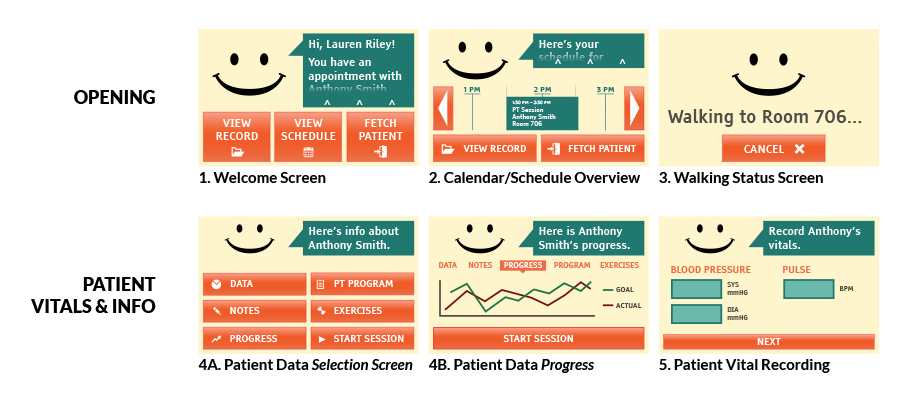 OPENING
Hi, Lauren Riley!
You have an
appointment with
Anthony Smith
VIEW
RECORD
VIEW
SCHEDULE
FETCH
PATIENT
1. Welcome Screen
Here's your
schedule for
1 PM
2 PM
3 PM
1:30 PM – 2:30 PM
PT Session
Anthony Smith
Room 706
VIEW RECORD
FETCH PATIENT
2. Calendar/Schedule Overview
Walking to Room 706...
CANCEL
3. Walking Status Screen
PATIENT
VITALS & INFO
Here's info about
Anthony Smith.
DATA
PT PROGRAM
NOTES
EXERCISES
PROGRESS
START SESSION
4A. Patient Data Selection Screen
Here is Anthony
Smith's progress.
DATA NOTES PROGRESS PROGRAM EXERCISES
GOAL
ACTUAL
START SESSION
4B. Patient Data Progress
Record Anthony's
vitals.
BLOOD PRESSURE
PULSE
SYS
mmHG
BPM
DIA
mmHG
NEXT
5. Patient Vital Recording